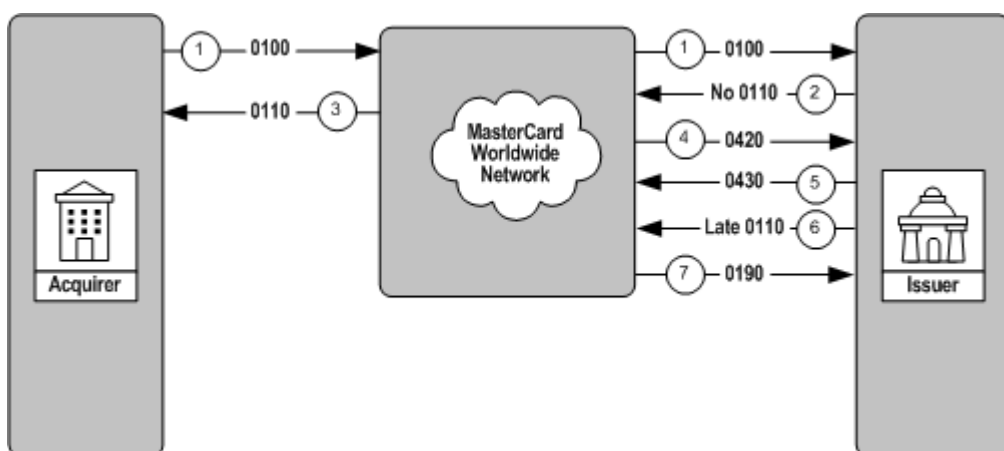 1 0100
1 0100
No 0110 2
0110 3
MasterCard
Worldwide
Network
4 0420
0430 5
Late 0110 6
7 0190
Acquirer
Issuer